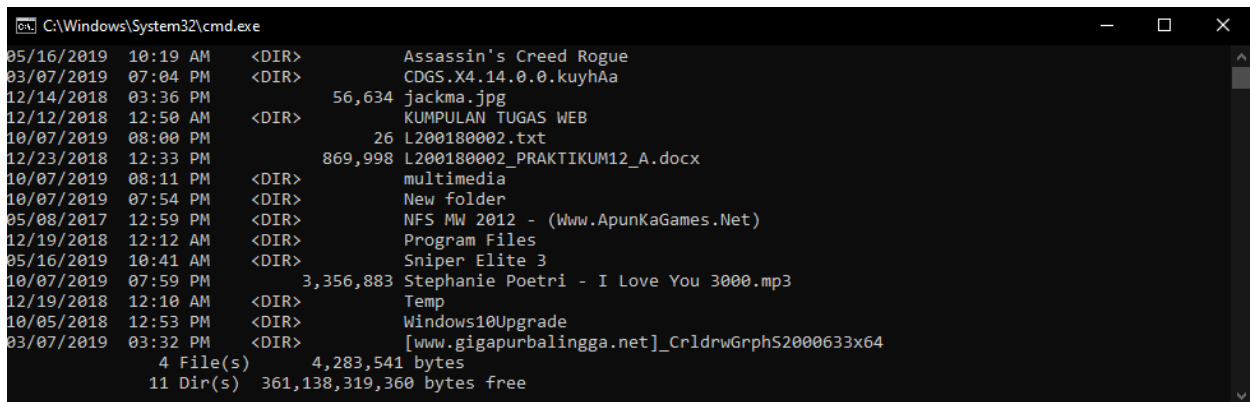 C:\Windows\System32\cmd.exe
05/16/2019  10:19 AM    <DIR>          Assassin's Creed Rogue
03/07/2019  07:04 PM    <DIR>          CDGS.X4.14.0.0.kuyhAa
12/14/2018  03:36 PM            56,634 jackma.jpg
12/12/2018  12:50 AM    <DIR>          KUMPULAN TUGAS WEB
10/07/2019  08:00 PM                26 L200180002.txt
12/23/2018  12:33 PM           869,998 L200180002_PRAKTIKUM12_A.docx
10/07/2019  08:11 PM    <DIR>          multimedia
10/07/2019  07:54 PM    <DIR>          New folder
05/08/2017  12:59 PM    <DIR>          NFS MW 2012 - (Www.ApunKaGames.Net)
12/19/2018  12:12 AM    <DIR>          Program Files
05/16/2019  10:41 AM    <DIR>          Sniper Elite 3
10/07/2019  07:59 PM         3,356,883 Stephanie Poetri - I Love You 3000.mp3
12/19/2018  12:10 AM    <DIR>          Temp
10/05/2018  12:53 PM    <DIR>          Windows10Upgrade
03/07/2019  03:32 PM    <DIR>          [www.gigapurbalingga.net]_CrldrwGrphS2000633x64
               4 File(s)      4,283,541 bytes
              11 Dir(s)  361,138,319,360 bytes free